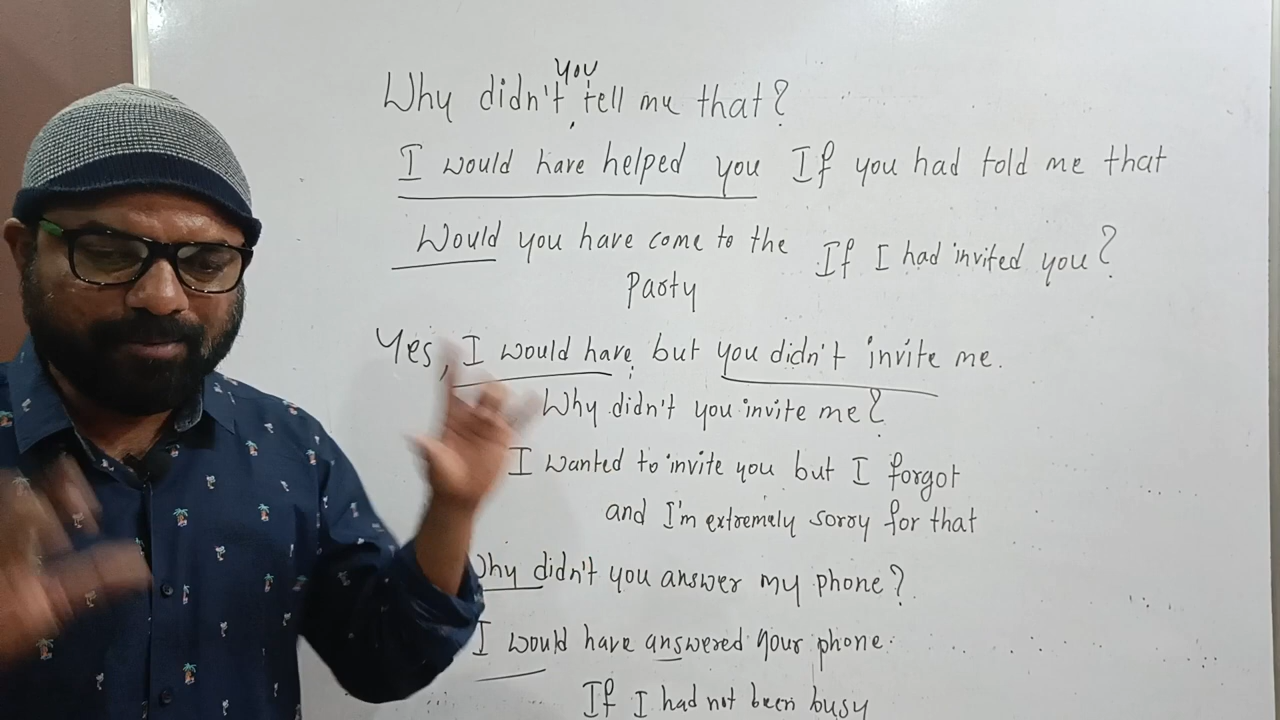 Why didn't you tell me that?
I would have helped you If you had told me that
Would you have come to the party If I had invited you?
Yes, I would have but you didn't invite me.
Why didn't you invite me?
I wanted to invite you but I forgot
and I'm extremely sorry for that
Why didn't you answer my phone?
I would have answered your phone.
If I had not been busy